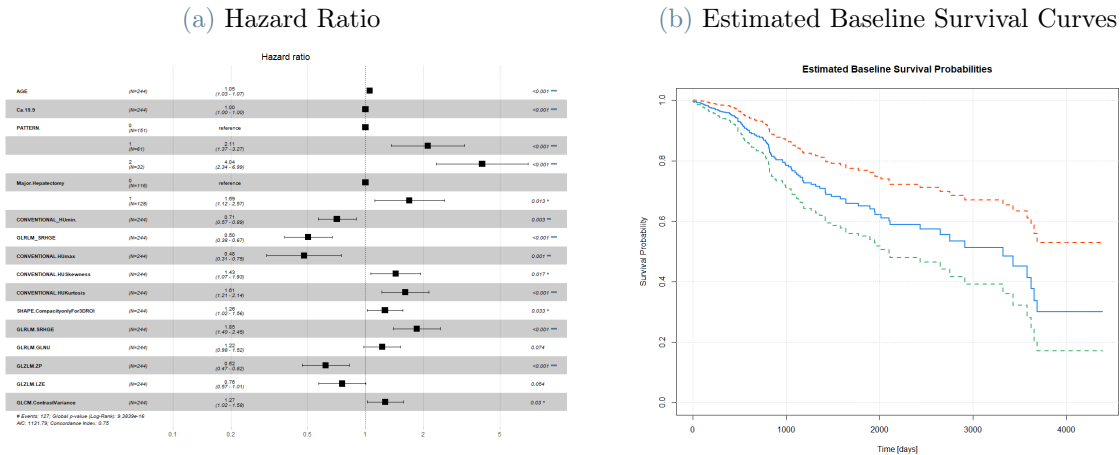 (a) Hazard Ratio
Hazard ratio
AGE (N=244) 1.05 (1.03 - 1.07) <0.001 ***
Ca.19.9 (N=244) 1.00 (1.00 - 1.00) <0.001 ***
PATTERN. 0 (N=151) reference
1 (N=61) 2.11 (1.37 - 3.27) <0.001 ***
2 (N=32) 4.04 (2.34 - 6.99) <0.001 ***
Major.Hepatectomy 0 (N=116) reference
1 (N=128) 1.69 (1.12 - 2.57) 0.013 *
CONVENTIONAL_HUmin. (N=244) 0.71 (0.57 - 0.89) 0.003 **
GLRLM_SRHGE (N=244) 0.50 (0.38 - 0.67) <0.001 ***
CONVENTIONAL.HUmax (N=244) 0.48 (0.31 - 0.75) 0.001 **
CONVENTIONAL.HUSkewness (N=244) 1.43 (1.07 - 1.93) 0.017 *
CONVENTIONAL.HUKurtosis (N=244) 1.61 (1.21 - 2.14) <0.001 ***
SHAPE.CompacityonlyFor3DROI (N=244) 1.26 (1.02 - 1.56) 0.033 *
GLRLM.SRHGE (N=244) 1.85 (1.40 - 2.45) <0.001 ***
GLRLM.GLNU (N=244) 1.22 (0.98 - 1.52) 0.074
GLZLM.ZP (N=244) 0.62 (0.47 - 0.82) <0.001 ***
GLZLM.LZE (N=244) 0.76 (0.57 - 1.01) 0.054
GLCM.ContrastVariance (N=244) 1.27 (1.02 - 1.58) 0.03 *
# Events: 127; Global p-value (Log-Rank): 9.2839e-16
AIC: 1131.79; Concordance Index: 0.75
0.1 0.2 0.5 1 2 5
(b) Estimated Baseline Survival Curves
Estimated Baseline Survival Probabilities
Survival Probability
1.0
0.8
0.6
0.4
0.2
0.0
0 1000 2000 3000 4000
Time [days]